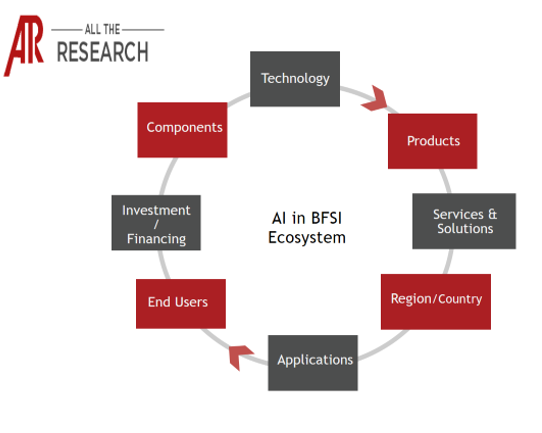 ATR
ALL THE
RESEARCH
Technology
Products
Services &
Solutions
Region/Country
Applications
End Users
Investment
/
Financing
Components
AI in BFSI
Ecosystem